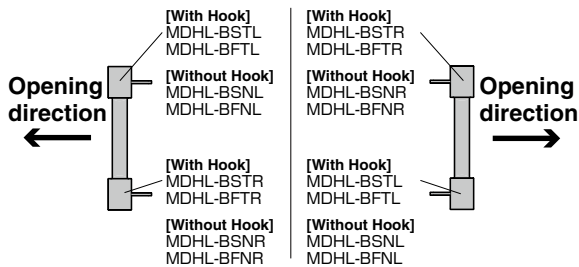 [With Hook]
MDHL-BSTL
MDHL-BFTL
[Without Hook]
MDHL-BSNL
MDHL-BFNL
Opening
direction
[With Hook]
MDHL-BSTR
MDHL-BFTR
[Without Hook]
MDHL-BSNR
MDHL-BFNR
[With Hook]
MDHL-BSTR
MDHL-BFTR
[Without Hook]
MDHL-BSNR
MDHL-BFNR
Opening
direction
[With Hook]
MDHL-BSTL
MDHL-BFTL
[Without Hook]
MDHL-BSNL
MDHL-BFNL